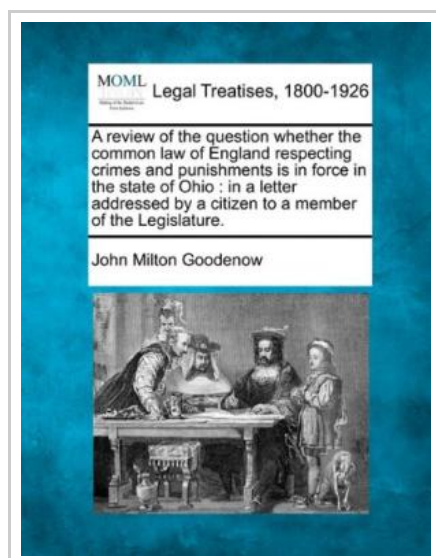 MOML
Legal Treatises, 1800-1926
A review of the question whether the
common law of England respecting
crimes and punishments is in force in
the state of Ohio : in a letter
addressed by a citizen to a member
of the Legislature.
John Milton Goodenow